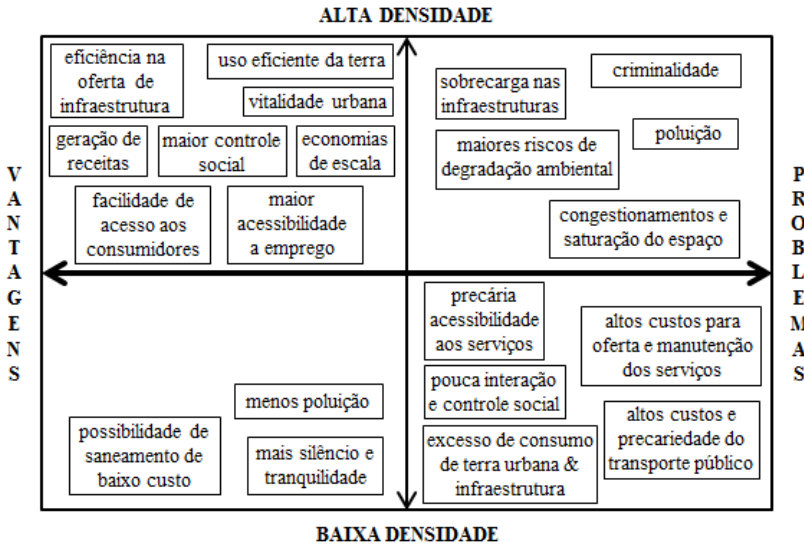 ALTA DENSIDADE
VANTAGENS
eficiência na
oferta de
infraestrutura
uso eficiente da terra
vitalidade urbana
geração de
receitas
maior controle
social
economias
de escala
facilidade de
acesso aos
consumidores
maior
acessibilidade
a emprego
sobrecarga nas
infraestruturas
criminalidade
maiores riscos de
degradação ambiental
poluição
congestionamentos e
saturação do espaço
PROBLEMAS
menos poluição
possibilidade de
saneamento de
baixo custo
mais silêncio e
tranquilidade
precária
acessibilidade
aos serviços
altos custos para
oferta e manutenção
dos serviços
pouca interação
e controle social
excesso de consumo
de terra urbana &
infraestrutura
altos custos e
precariedade do
transporte público
BAIXA DENSIDADE